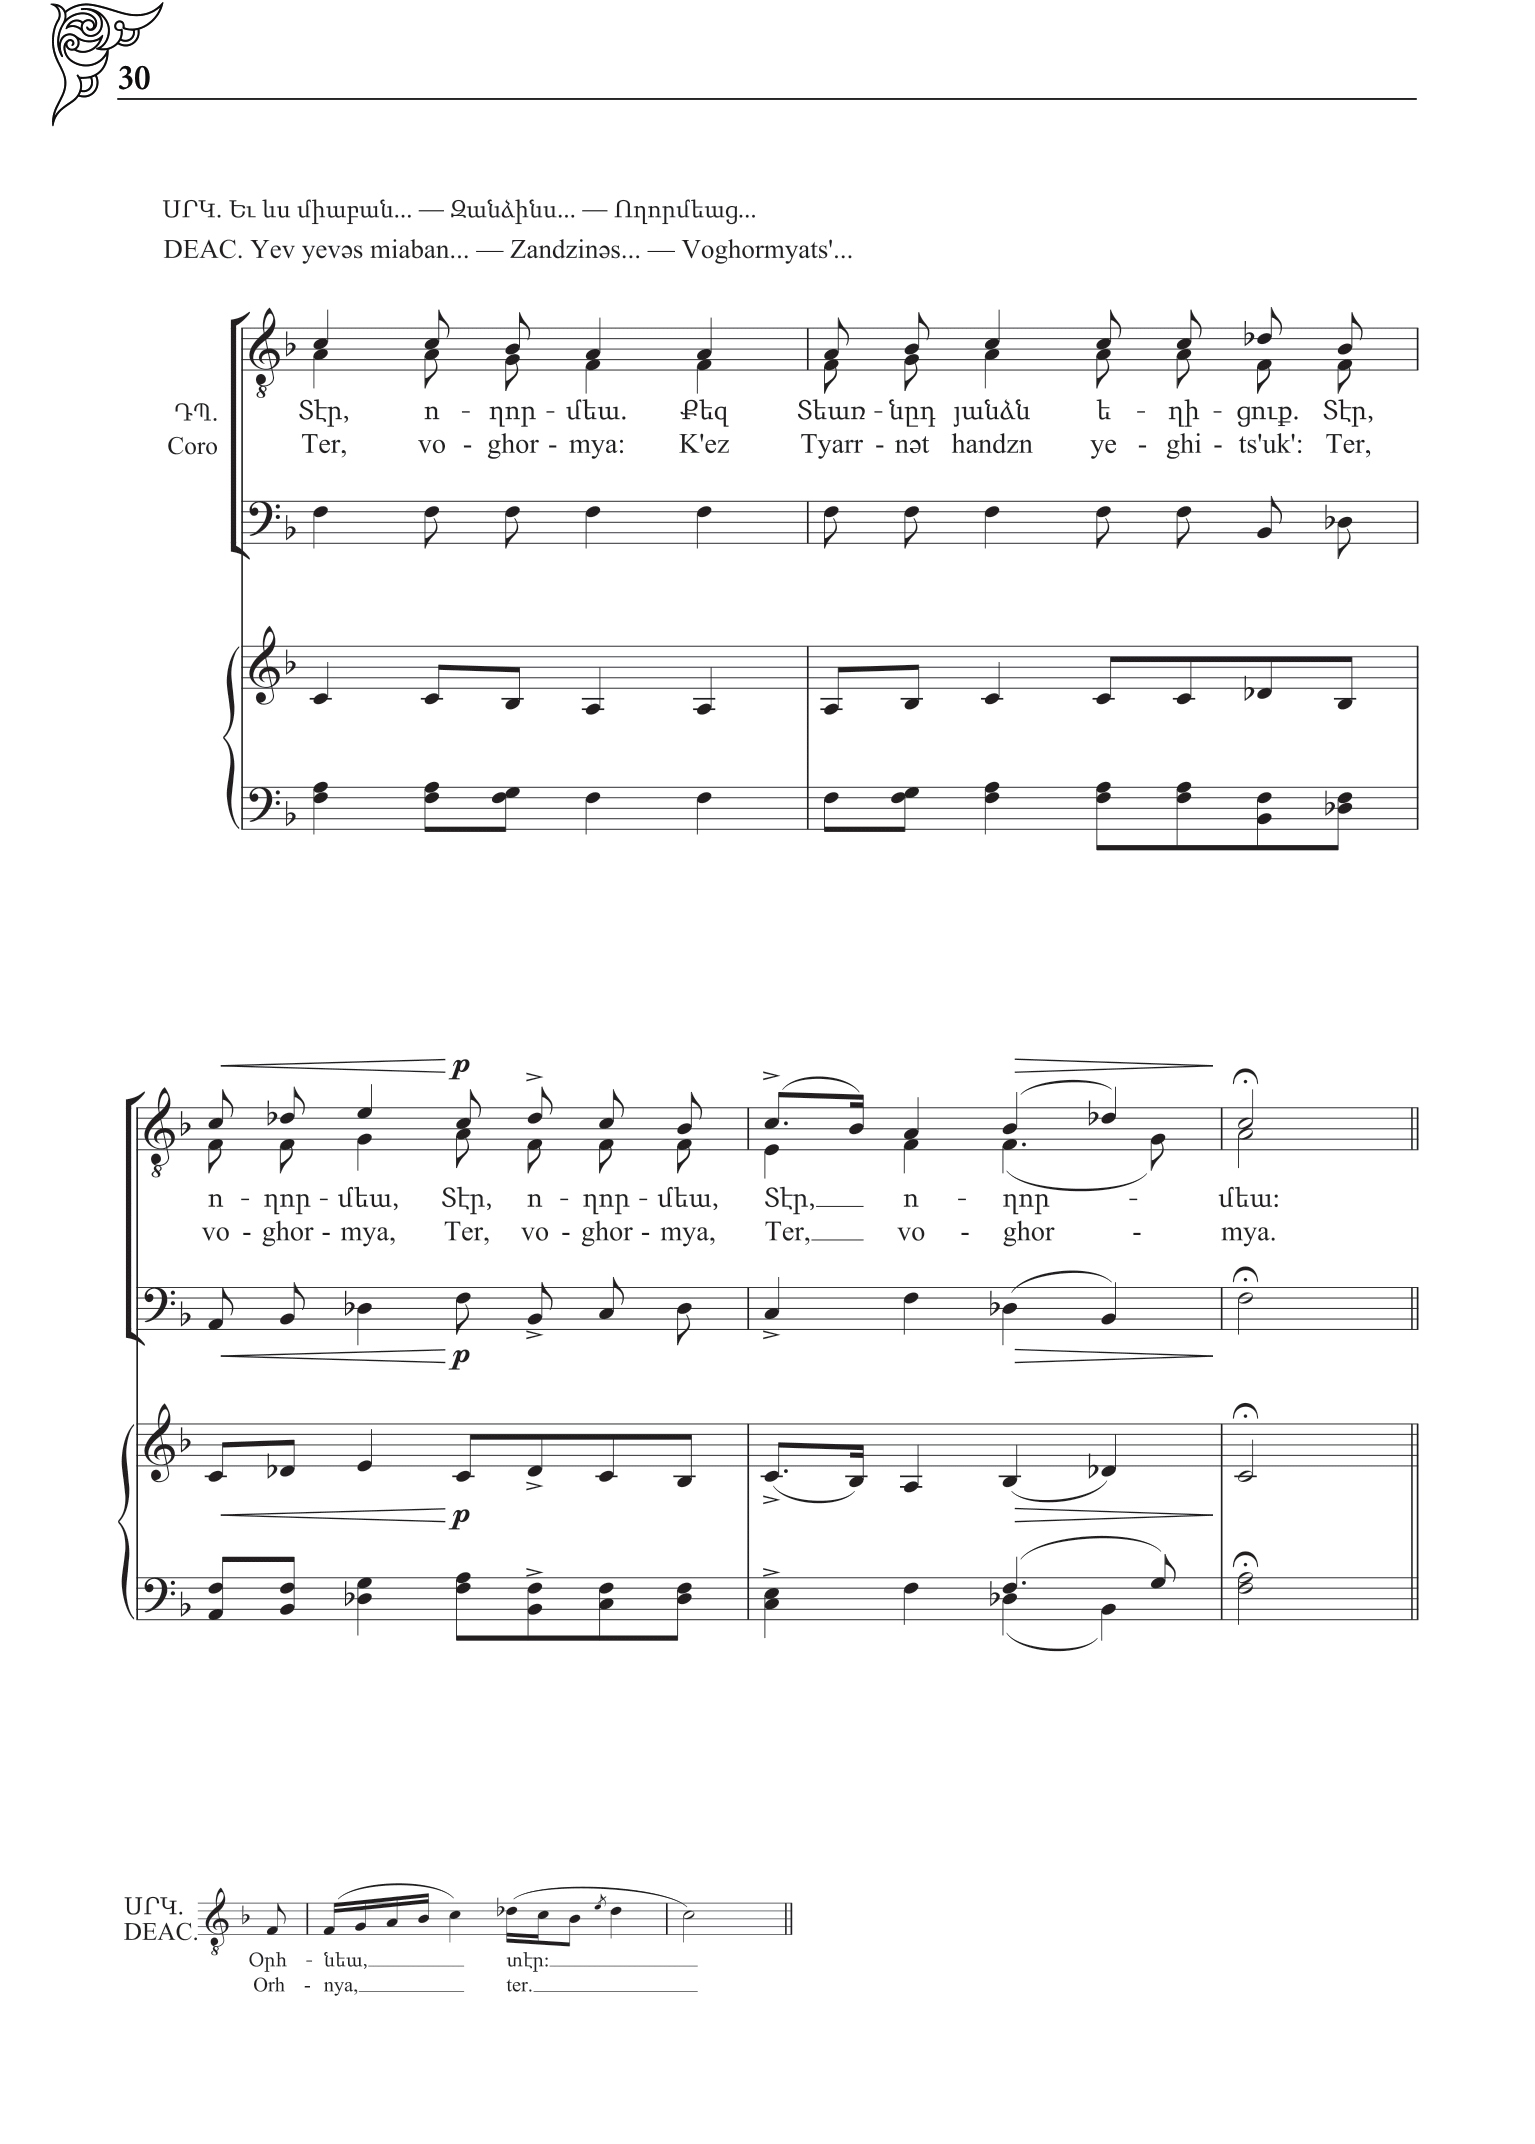 30
ՍՐԿ. Եւ ևս միաբան... — Զանձինս... — Ողորմեաց...
DEAC. Yev yevəs miaban... — Zandzinəs... — Voghormyats'...
ԴՊ. Տէր, ո - ղոր - մեա. Քեզ Տեառ - նըդ յանձն ե - ղի - ցուք. Տէր,
Coro Ter, vo - ghor - mya: K'ez Tyarr - nət handzn ye - ghi - ts'uk': Ter,
p
ո - ղոր - մեա, Տէր, ո - ղոր - մեա, Տէր, ո - ղոր - մեա:
vo - ghor - mya, Ter, vo - ghor - mya, Ter, vo - ghor - mya.
p
p
ՍՐԿ.
DEAC.
Օրհ - նեա, տէր:
Orh - nya, ter.